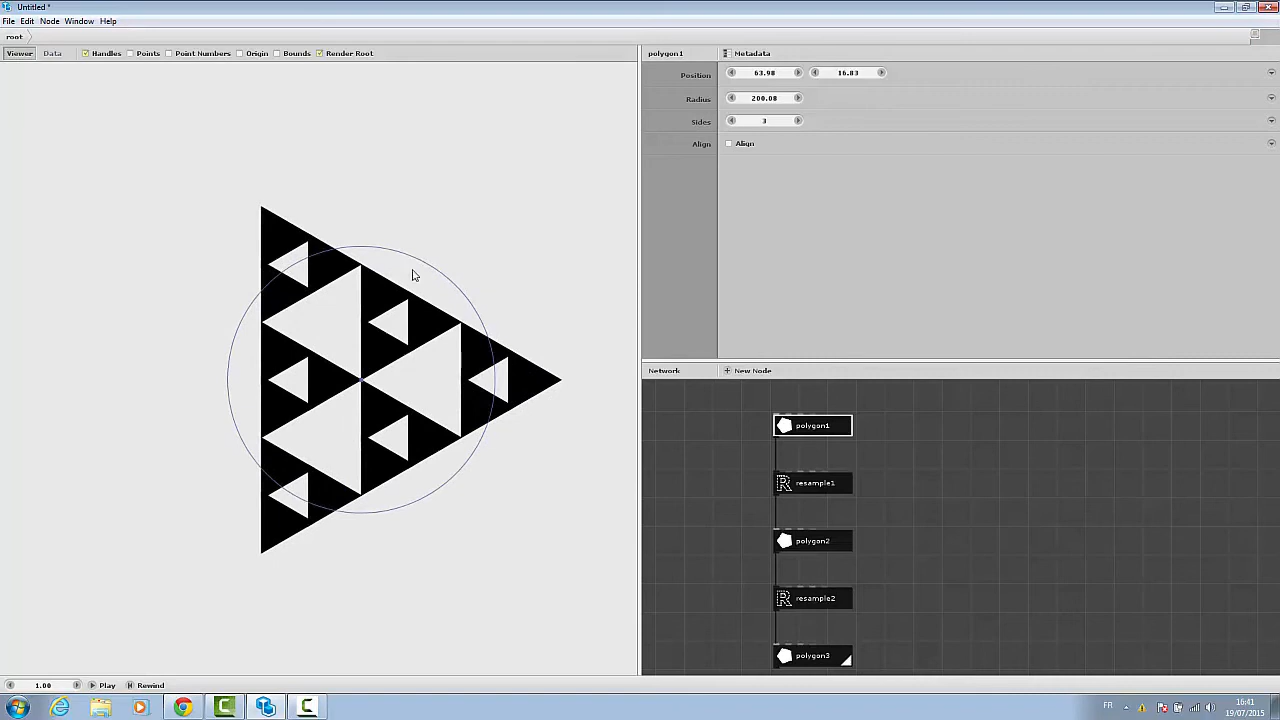 Untitled *
File Edit Node Window Help
root
Viewer Data Handles Points Point Numbers Origin Bounds Render Root
polygon1 Metadata
Position 63.98 16.83
Radius 200.08
Sides 3
Align Align
Network New Node
polygon1
resample1
polygon2
resample2
polygon3
1.00 Play Rewind
FR 16:41
19/07/2015